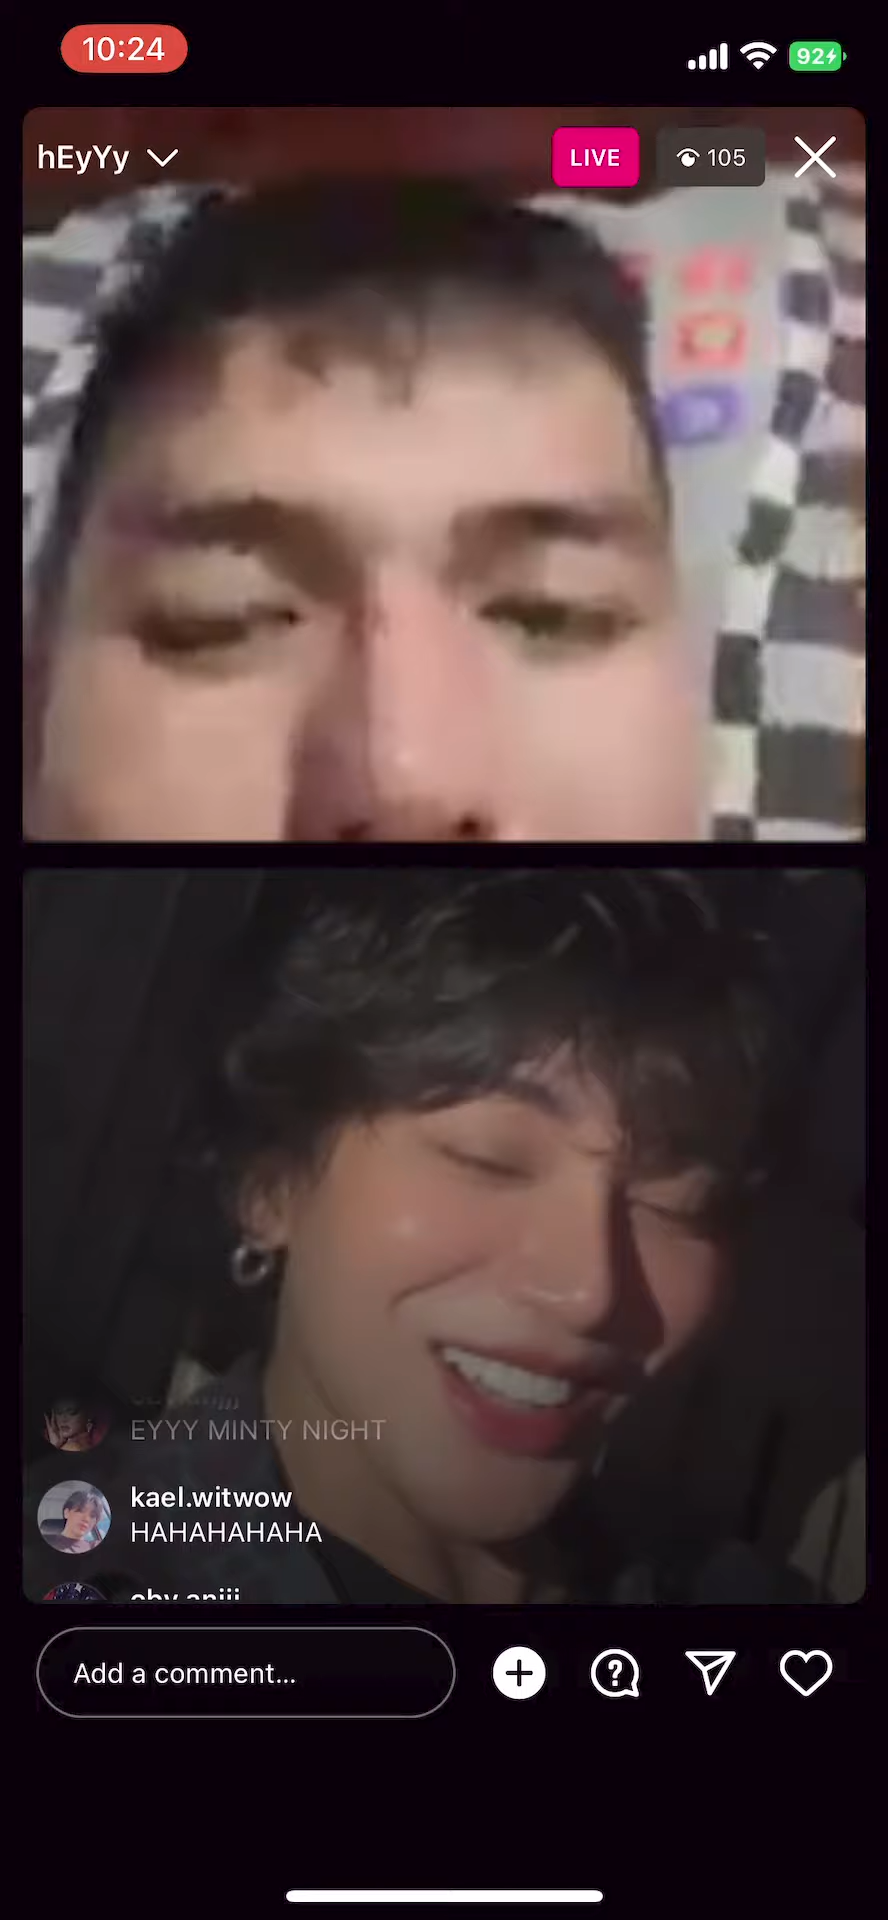 10:24
92
hEyYy
LIVE
105
EYYY MINTY NIGHT
kael.witwow
HAHAHAHAHA
Add a comment...